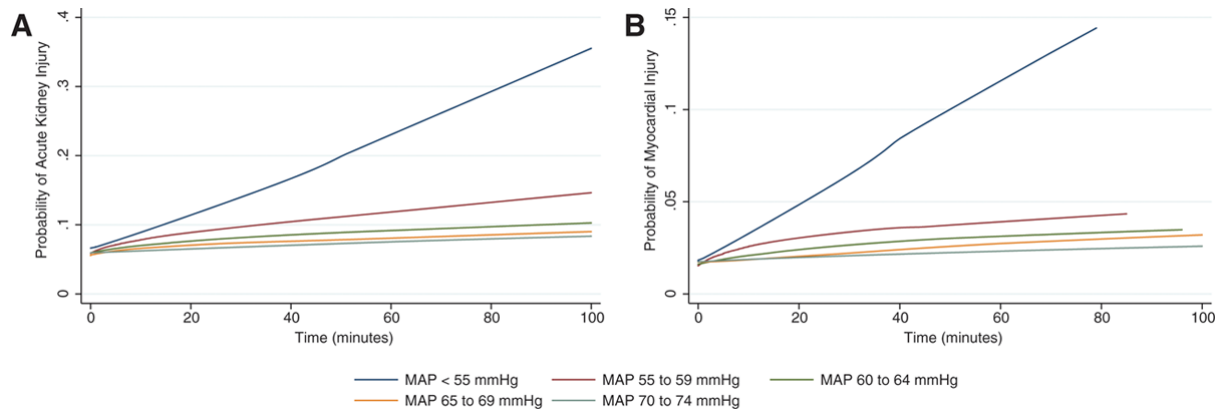 A
Probability of Acute Kidney Injury
.4
.3
.2
.1
0
0 20 40 60 80 100
Time (minutes)
B
Probability of Myocardial Injury
.15
.1
.05
0
0 20 40 60 80 100
Time (minutes)
MAP < 55 mmHg MAP 55 to 59 mmHg MAP 60 to 64 mmHg
MAP 65 to 69 mmHg MAP 70 to 74 mmHg